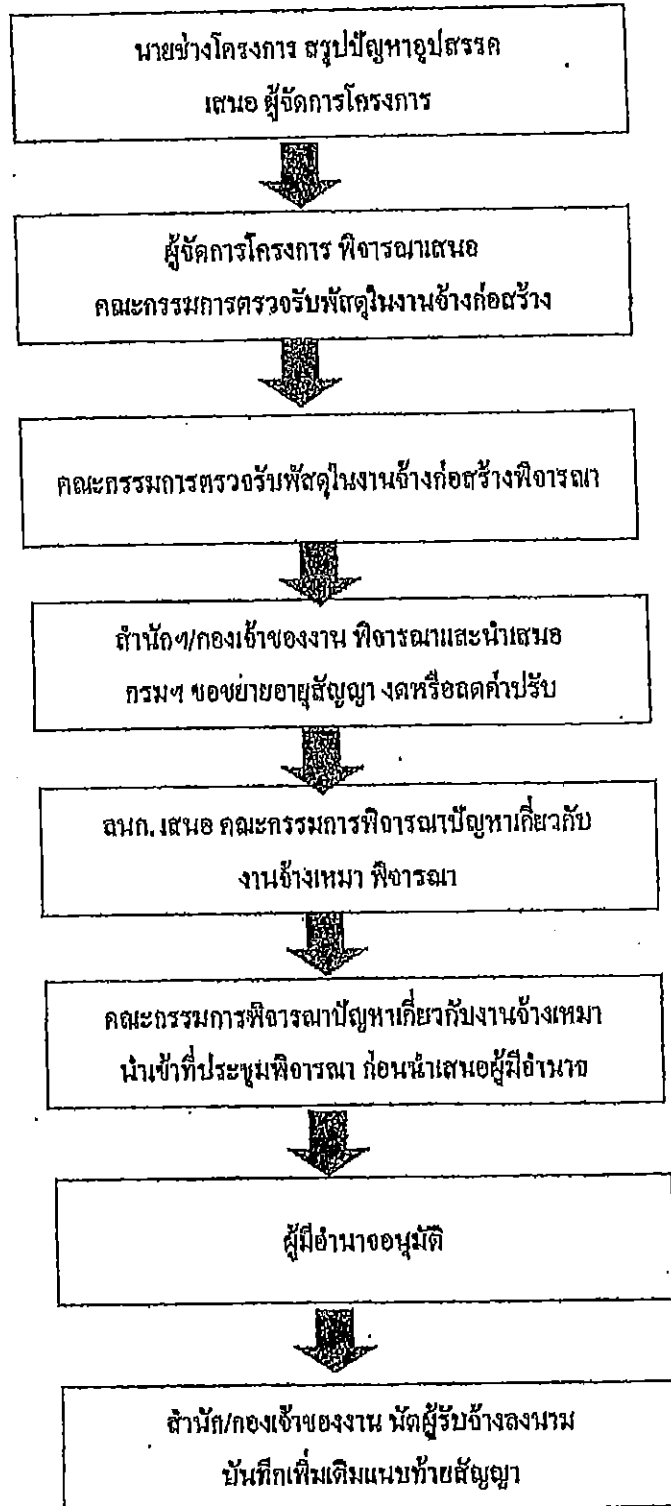 นายช่างโครงการ สรุปปัญหาอุปสรรค
เสนอ ผู้จัดการโครงการ
ผู้จัดการโครงการ พิจารณาเสนอ
คณะกรรมการตรวจรับพัสดุในงานจ้างก่อสร้าง
คณะกรรมการตรวจรับพัสดุในงานจ้างก่อสร้างพิจารณา
สำนักฯ/กองเจ้าของงาน พิจารณาและนำเสนอ
กรมฯ ขอขยายอายุสัญญา งดหรือลดค่าปรับ
ลนก. เสนอ คณะกรรมการพิจารณาปัญหาเกี่ยวกับ
งานจ้างเหมา พิจารณา
คณะกรรมการพิจารณาปัญหาเกี่ยวกับงานจ้างเหมา
นำเข้าที่ประชุมพิจารณา ก่อนนำเสนอผู้มีอำนาจ
ผู้มีอำนาจอนุมัติ
สำนัก/กองเจ้าของงาน นัดผู้รับจ้างลงนาม
บันทึกเพิ่มเติมแนบท้ายสัญญา